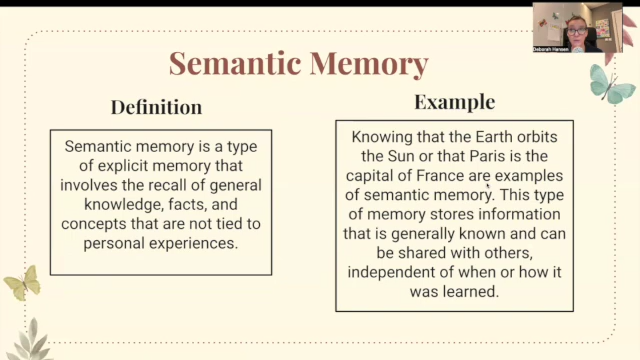 Deborah Hansen
Semantic Memory
Definition
Semantic memory is a type
of explicit memory that
involves the recall of general
knowledge, facts, and
concepts that are not tied to
personal experiences.
Example
Knowing that the Earth orbits
the Sun or that Paris is the
capital of France are examples
of semantic memory. This type
of memory stores information
that is generally known and can
be shared with others,
independent of when or how it
was learned.